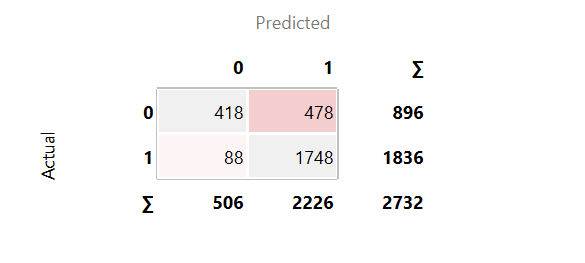 Predicted
0 1 ∑
0 418 478 896
Actual
1 88 1748 1836
∑ 506 2226 2732